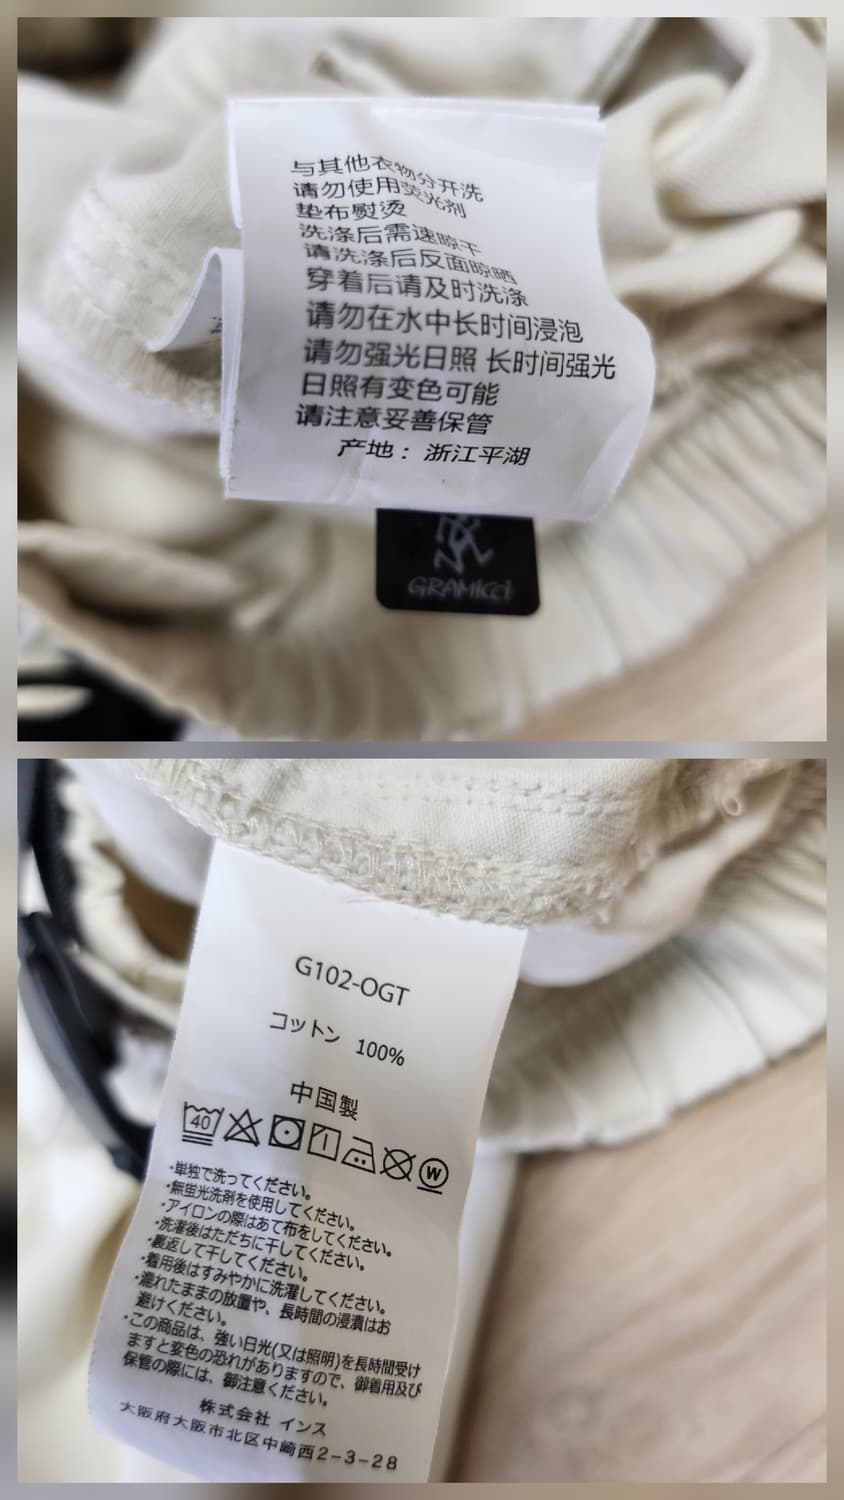 与其他衣物分开洗
请勿使用荧光剂
垫布熨烫
洗涤后需速晾干
请洗涤后反面晾晒
穿着后请及时洗涤
请勿在水中长时间浸泡
请勿强光日照 长时间强光
日照有变色可能
请注意妥善保管
产地：浙江平湖
GRAMICCI
G102-OGT
コットン 100%
中国製
40
W
・単独で洗ってください。
・無蛍光洗剤を使用してください。
・アイロンの際はあて布をしてください。
・洗濯後はただちに干してください。
・裏返して干してください。
・着用後はすみやかに洗濯してください。
・濡れたままの放置や、長時間の浸漬はお
避けください。
・この商品は、強い日光(又は照明)を長時間受け
ますと変色の恐れがありますので、御着用及び
保管の際には、御注意ください。
株式会社 インス
大阪府大阪市北区中崎西2-3-28